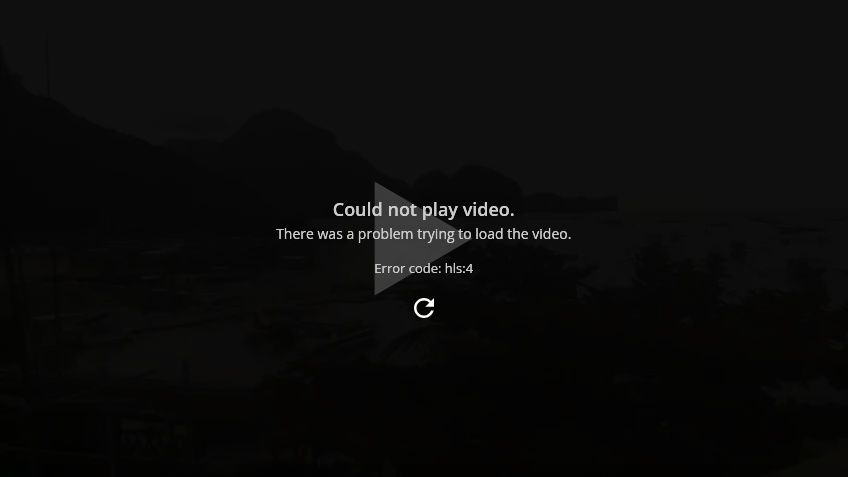 Could not play video.
There was a problem trying to load the video.
Error code: hls:4